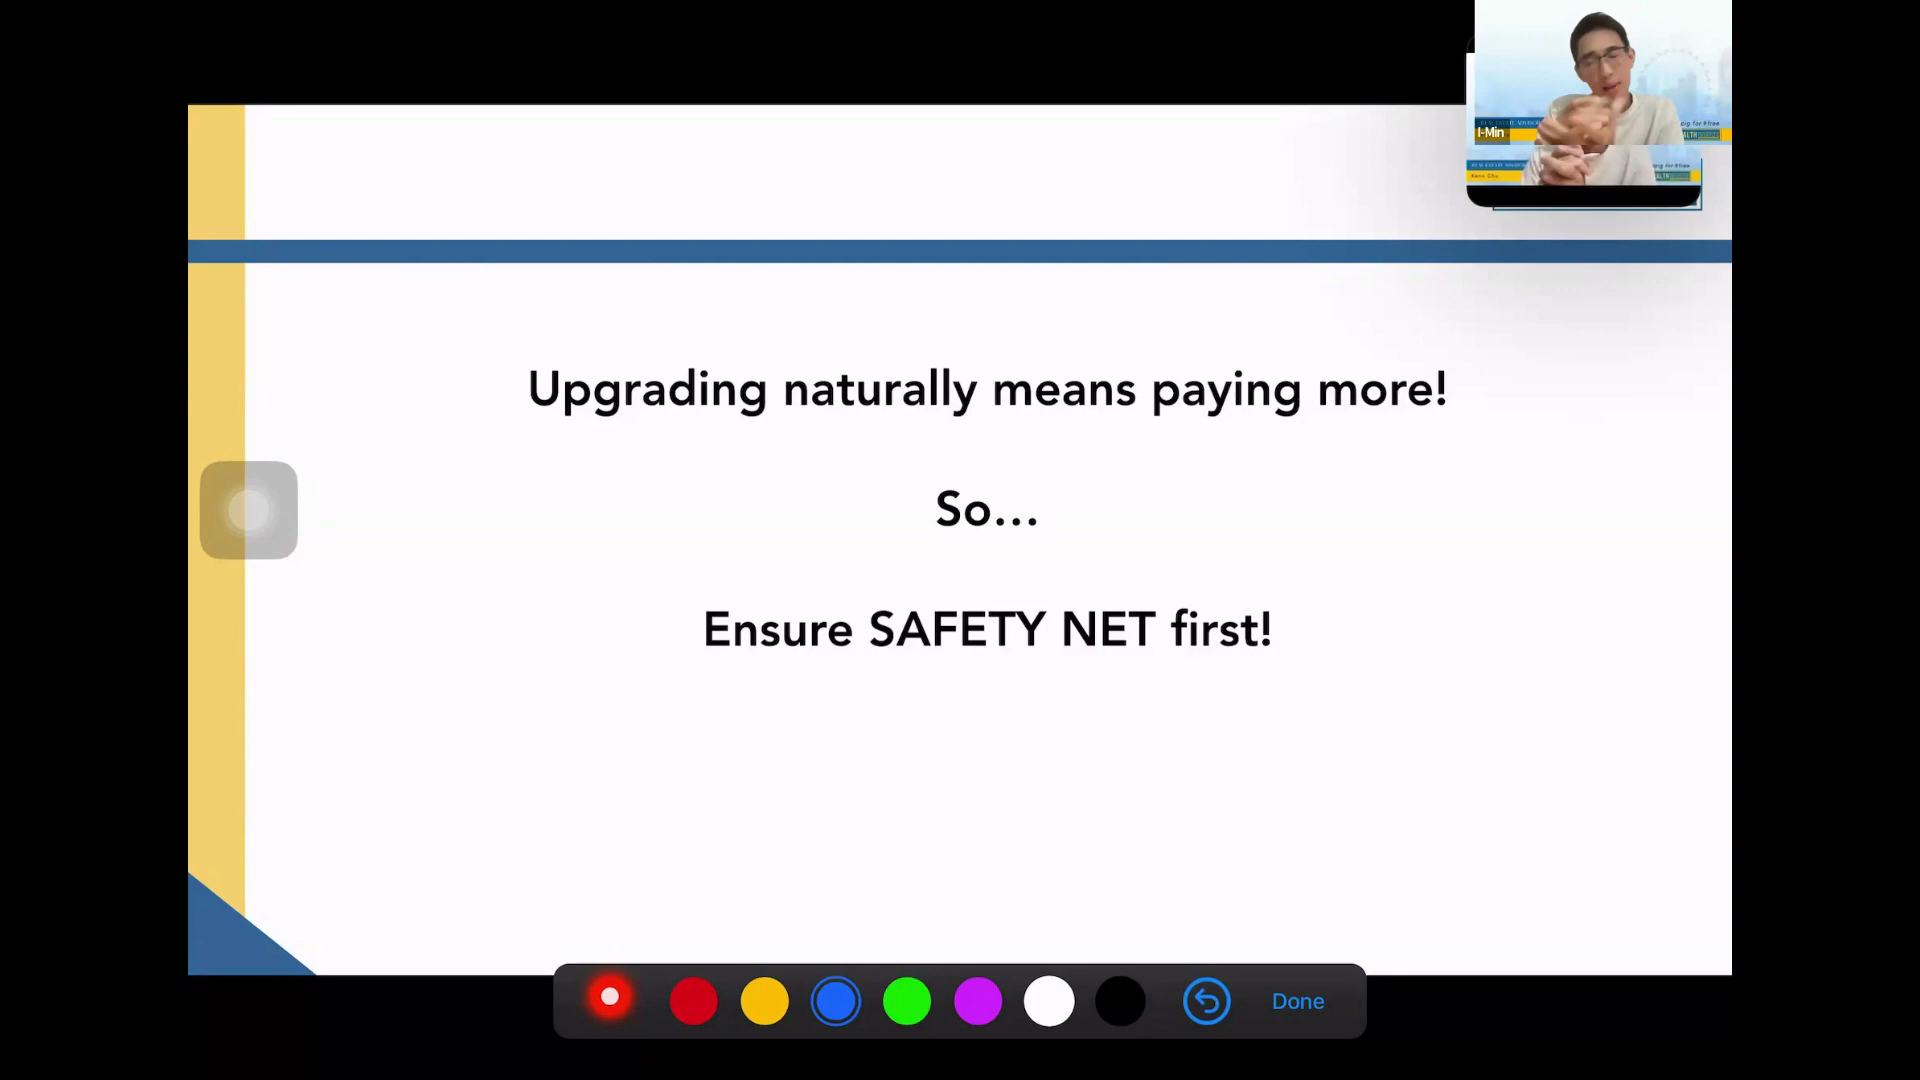 I-Min
Upgrading naturally means paying more!
So...
Ensure SAFETY NET first!
Done